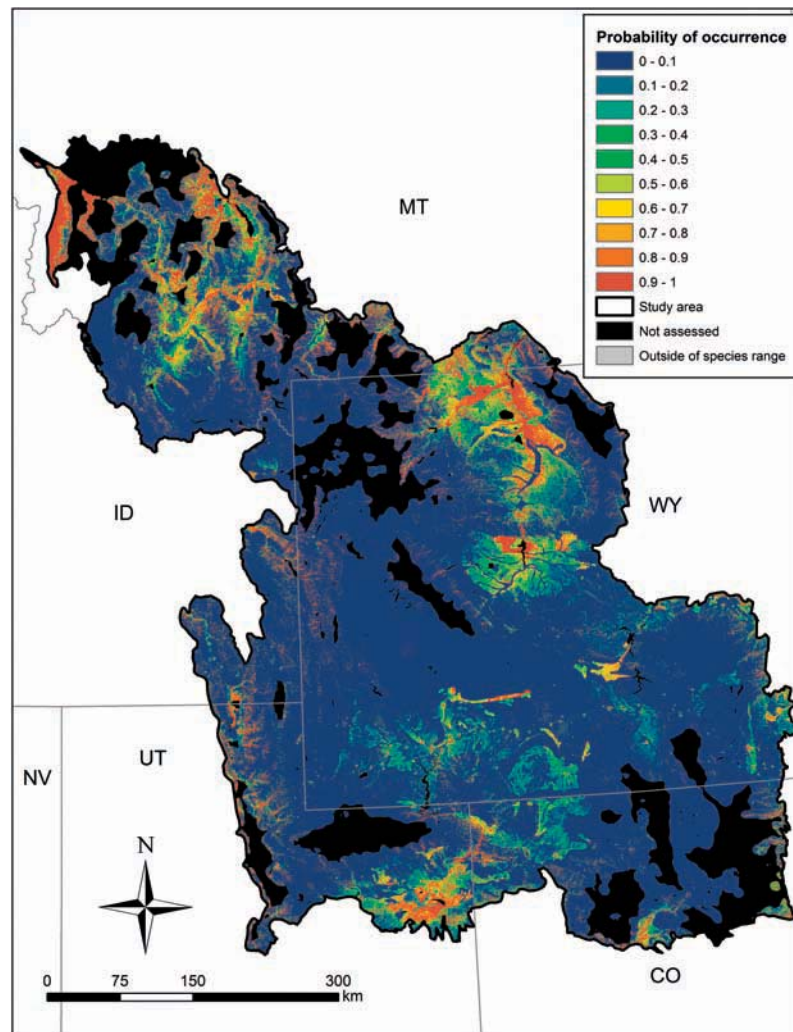 Probability of occurrence
0 - 0.1
0.1 - 0.2
0.2 - 0.3
0.3 - 0.4
0.4 - 0.5
0.5 - 0.6
0.6 - 0.7
0.7 - 0.8
0.8 - 0.9
0.9 - 1
Study area
Not assessed
Outside of species range
MT
ID
WY
UT
NV
N
CO
0 75 150 300
km